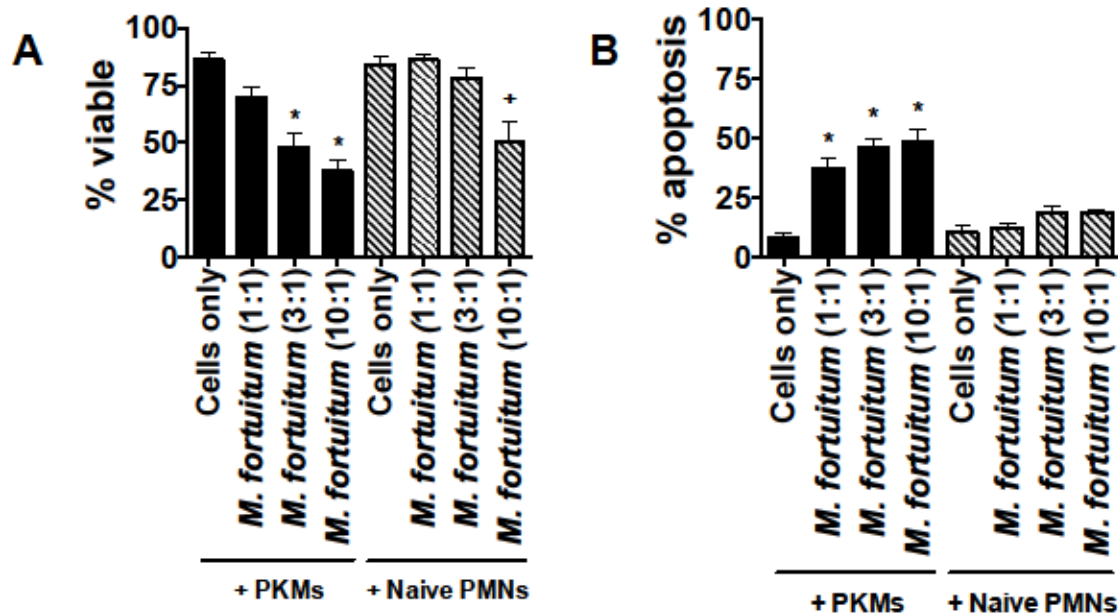 A
% viable
100
75
50
25
0
*
*
+
Cells only
M. fortuitum (1:1)
M. fortuitum (3:1)
M. fortuitum (10:1)
Cells only
M. fortuitum (1:1)
M. fortuitum (3:1)
M. fortuitum (10:1)
+ PKMs
+ Naive PMNs
B
% apoptosis
100
75
50
25
0
*
*
*
Cells only
M. fortuitum (1:1)
M. fortuitum (3:1)
M. fortuitum (10:1)
Cells only
M. fortuitum (1:1)
M. fortuitum (3:1)
M. fortuitum (10:1)
+ PKMs
+ Naive PMNs